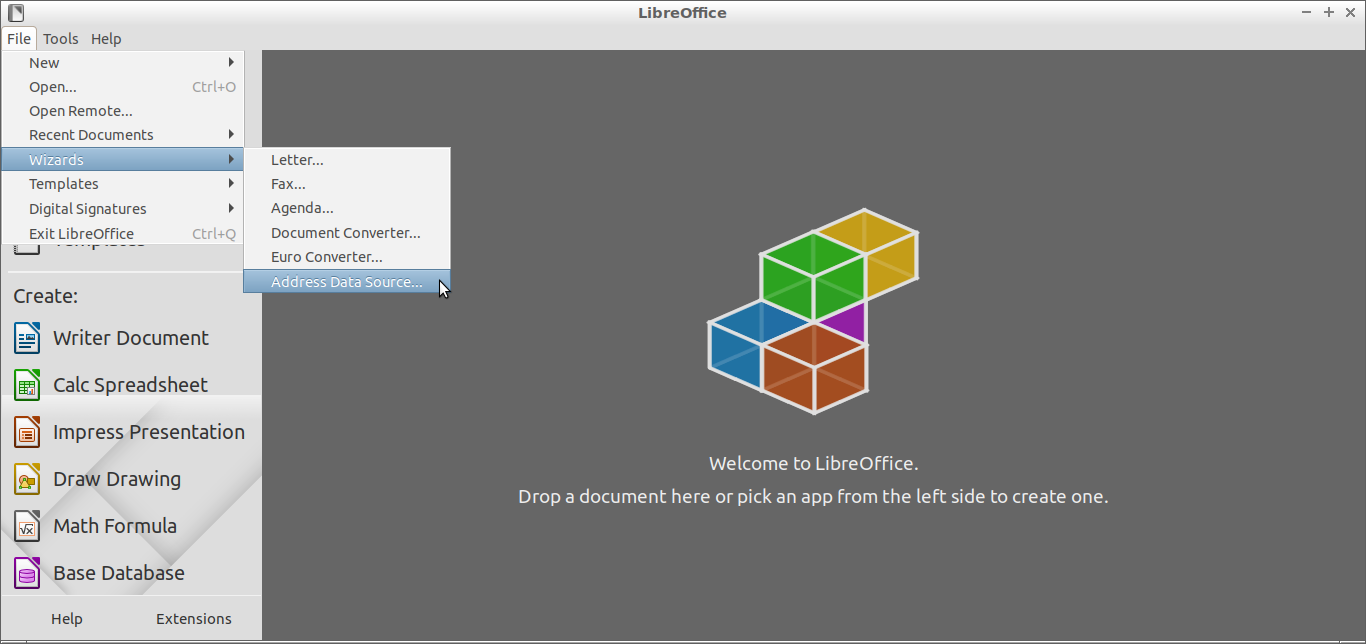 LibreOffice
File Tools Help
New
Open... Ctrl+O
Open Remote...
Recent Documents
Wizards
Templates
Digital Signatures
Exit LibreOffice Ctrl+Q
Letter...
Fax...
Agenda...
Document Converter...
Euro Converter...
Address Data Source...
Templates
Create:
Writer Document
Calc Spreadsheet
Impress Presentation
Draw Drawing
Math Formula
Base Database
Help Extensions
Welcome to LibreOffice.
Drop a document here or pick an app from the left side to create one.